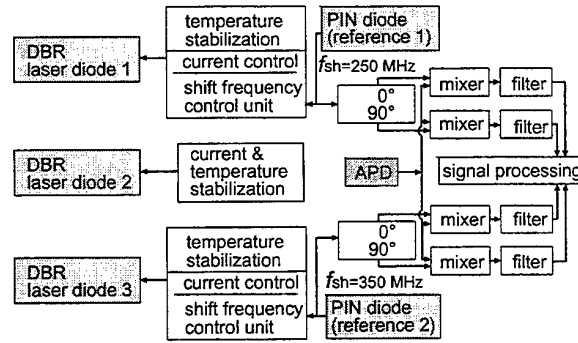 DBR
laser diode 1
temperature
stabilization
current control
shift frequency
control unit
PIN diode
(reference 1)
fsh=250 MHz
0°
90°
mixer
filter
mixer
filter
DBR
laser diode 2
current &
temperature
stabilization
APD
signal processing
DBR
laser diode 3
temperature
stabilization
current control
shift frequency
control unit
0°
90°
mixer
filter
mixer
filter
fsh=350 MHz
PIN diode
(reference 2)